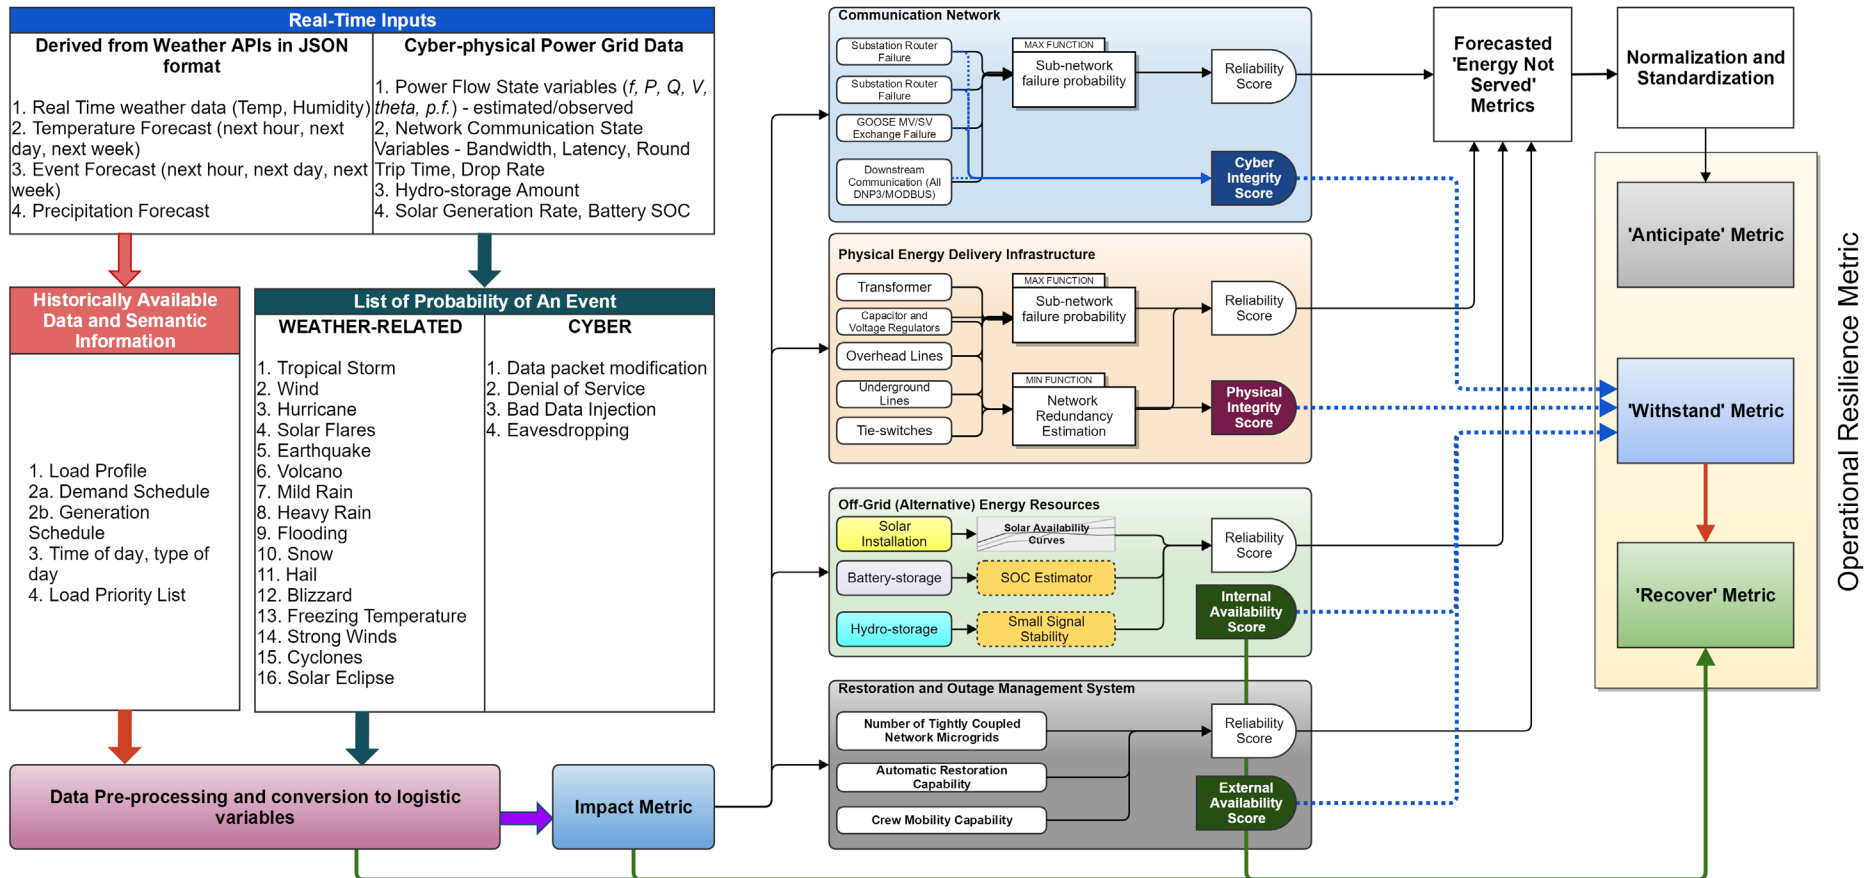 Real-Time Inputs
Derived from Weather APIs in JSON
format
1. Real Time weather data (Temp, Humidity)
2. Temperature Forecast (next hour, next
day, next week)
3. Event Forecast (next hour, next day, next
week)
4. Precipitation Forecast
Cyber-physical Power Grid Data
1. Power Flow State variables (f, P, Q, V,
theta, p.f.) - estimated/observed
2, Network Communication State
Variables - Bandwidth, Latency, Round
Trip Time, Drop Rate
3. Hydro-storage Amount
4. Solar Generation Rate, Battery SOC
Historically Available
Data and Semantic
Information
1. Load Profile
2a. Demand Schedule
2b. Generation
Schedule
3. Time of day, type of
day
4. Load Priority List
List of Probability of An Event
WEATHER-RELATED
1. Tropical Storm
2. Wind
3. Hurricane
4. Solar Flares
5. Earthquake
6. Volcano
7. Mild Rain
8. Heavy Rain
9. Flooding
10. Snow
11. Hail
12. Blizzard
13. Freezing Temperature
14. Strong Winds
15. Cyclones
16. Solar Eclipse
CYBER
1. Data packet modification
2. Denial of Service
3. Bad Data Injection
4. Eavesdropping
Data Pre-processing and conversion to logistic
variables
Impact Metric
Communication Network
Substation Router
Failure
Substation Router
Failure
GOOSE MV/SV
Exchange Failure
Downstream
Communication (All
DNP3/MODBUS)
MAX FUNCTION
Sub-network
failure probability
Reliability
Score
Cyber
Integrity
Score
Physical Energy Delivery Infrastructure
Transformer
Capacitor and
Voltage Regulators
Overhead Lines
Underground
Lines
Tie-switches
MAX FUNCTION
Sub-network
failure probability
MIN FUNCTION
Network
Redundancy
Estimation
Reliability
Score
Physical
Integrity
Score
Off-Grid (Alternative) Energy Resources
Solar
Installation
Solar Availability
Curves
Battery-storage
SOC Estimator
Hydro-storage
Small Signal
Stability
Reliability
Score
Internal
Availability
Score
Restoration and Outage Management System
Number of Tightly Coupled
Network Microgrids
Automatic Restoration
Capability
Crew Mobility Capability
Reliability
Score
External
Availability
Score
Forecasted
'Energy Not
Served'
Metrics
Normalization and
Standardization
'Anticipate' Metric
'Withstand' Metric
'Recover' Metric
Operational Resilience Metric